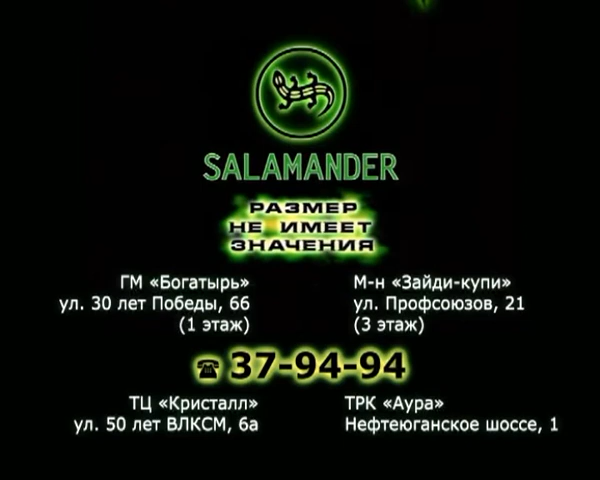 SALAMANDER
РАЗМЕР
НЕ ИМЕЕТ
ЗНАЧЕНИЯ
ГМ «Богатырь»
ул. 30 лет Победы, 66
(1 этаж)
М-н «Зайди-купи»
ул. Профсоюзов, 21
(3 этаж)
☎ 37-94-94
ТЦ «Кристалл»
ул. 50 лет ВЛКСМ, 6а
ТРК «Аура»
Нефтеюганское шоссе, 1